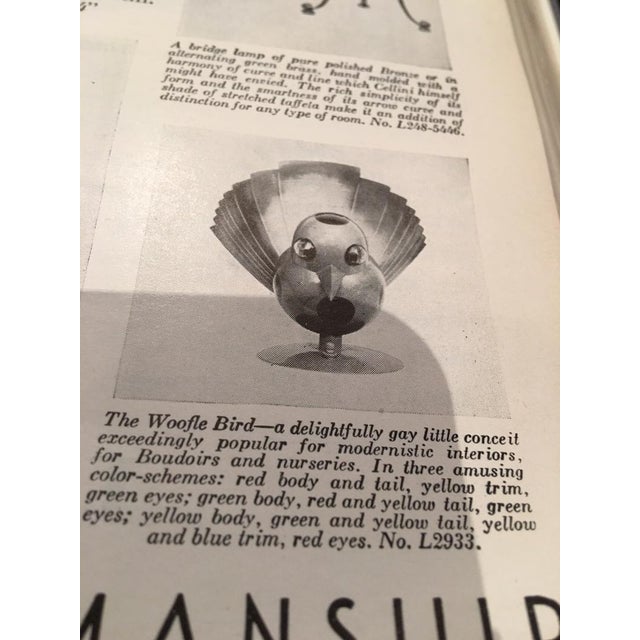 A bridge lamp of pure polished Bronze or in
alternating green brass, hand molded with a
harmony of curve and line which Cellini himself
might have envied. The rich simplicity of its
form and the smartness of its arrow curve and
shade of stretched taffeta make it an addition of
distinction for any type of room. No. L248-5446.
The Woofle Bird—a delightfully gay little conceit
exceedingly popular for modernistic interiors,
for Boudoirs and nurseries. In three amusing
color-schemes: red body and tail, yellow trim,
green eyes; green body, red and yellow tail, green
eyes; yellow body, green and yellow tail, yellow
and blue trim, red eyes. No. L2933.
MANSHIP